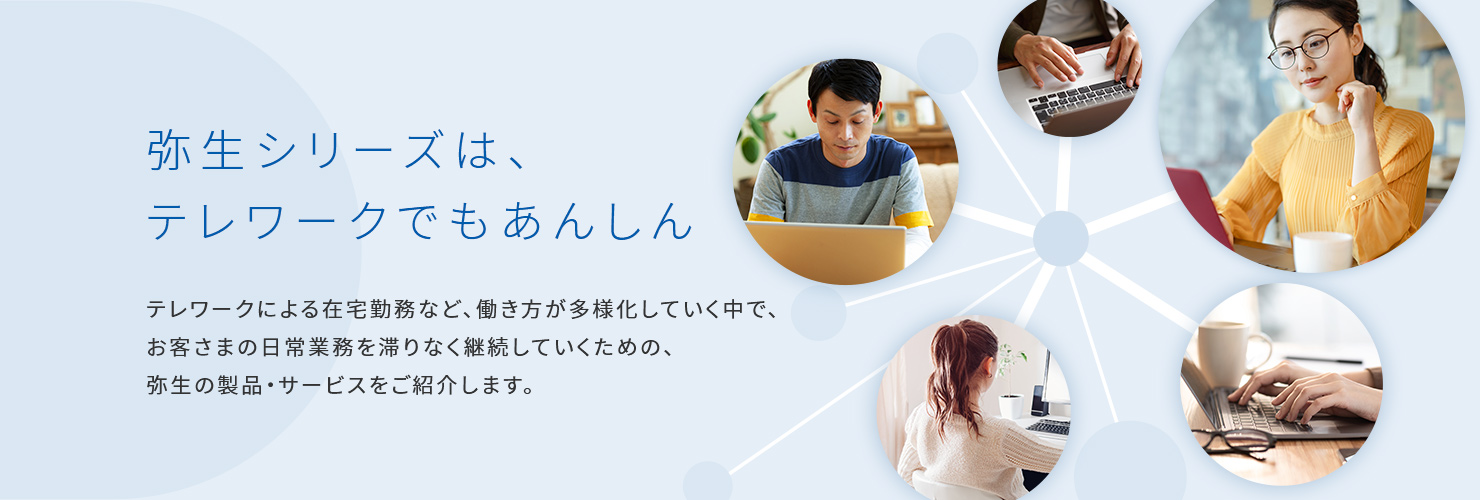 弥生シリーズは、
テレワークでもあんしん
テレワークによる在宅勤務など、働き方が多様化していく中で、
お客さまの日常業務を滞りなく継続していくための、
弥生の製品・サービスをご紹介します。